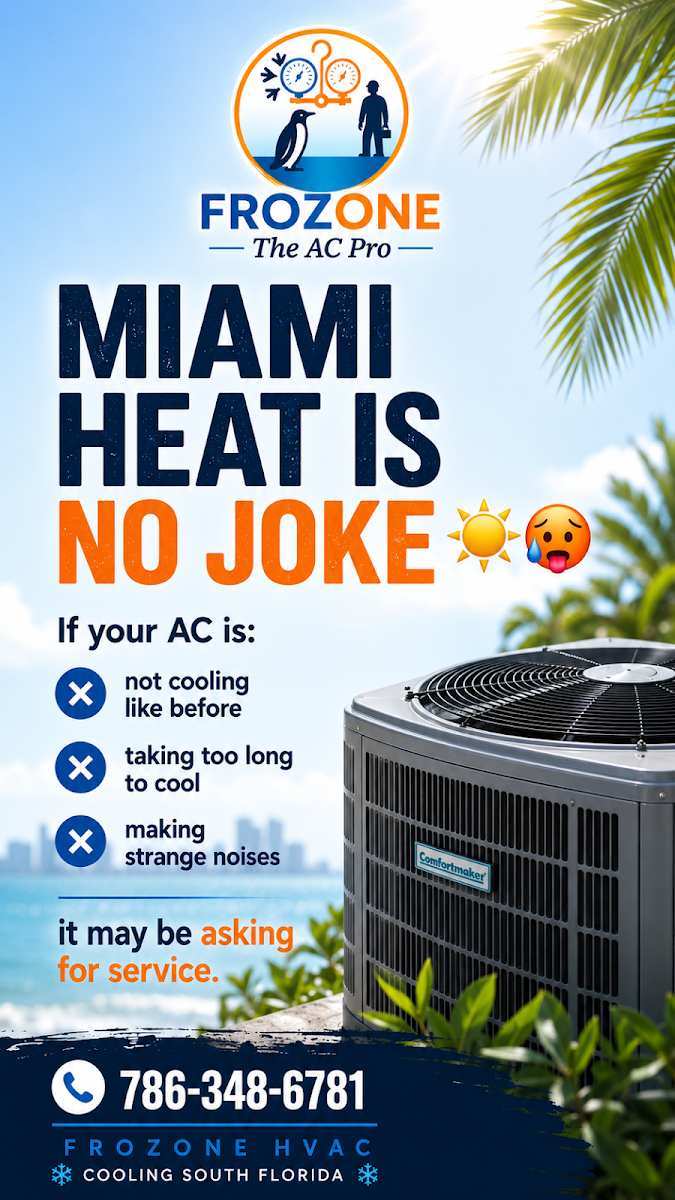 FROZONE
The AC Pro
MIAMI
HEAT IS
NO JOKE☀️🥵
If your AC is:
not cooling
like before
taking too long
to cool
making
strange noises
Comfortmaker
it may be asking
for service.
786-348-6781
FROZONE HVAC
COOLING SOUTH FLORIDA